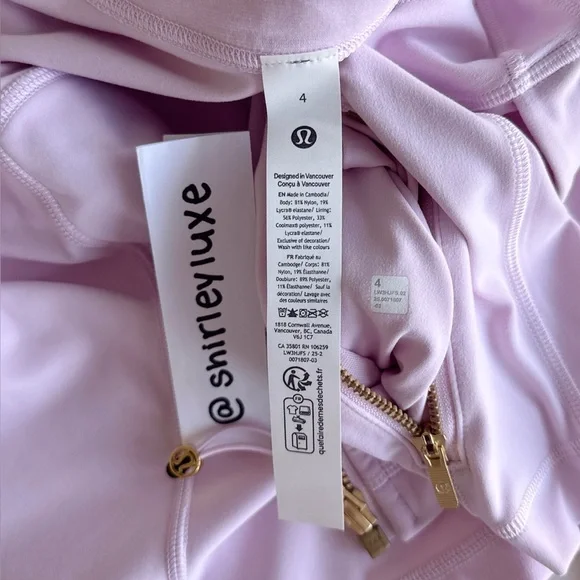 4
Designed in Vancouver
Conçu à Vancouver
EN Made in Cambodia/
Body: 81% Nylon, 19%
Lycra® elastane/ Lining:
56% Polyester, 33%
Coolmax® polyester, 11%
Lycra® elastane/
Exclusive of decoration/
Wash with like colours
FR Fabriqué au
Cambodge/ Corps: 81%
Nylon, 19% Élasthanne/
Doublure: 89% Polyester,
11% Élasthanne/ Sauf la
décoration/ Lavage avec
des couleurs similaires
1818 Cornwall Avenue,
Vancouver, BC, Canada
V6J 1C7
CA 35801 RN 106259
LW3HJFS / 25-2
0071807-03
quefairedemesdechets.fr
@shirleyluxe
4
LW3HJFS.02